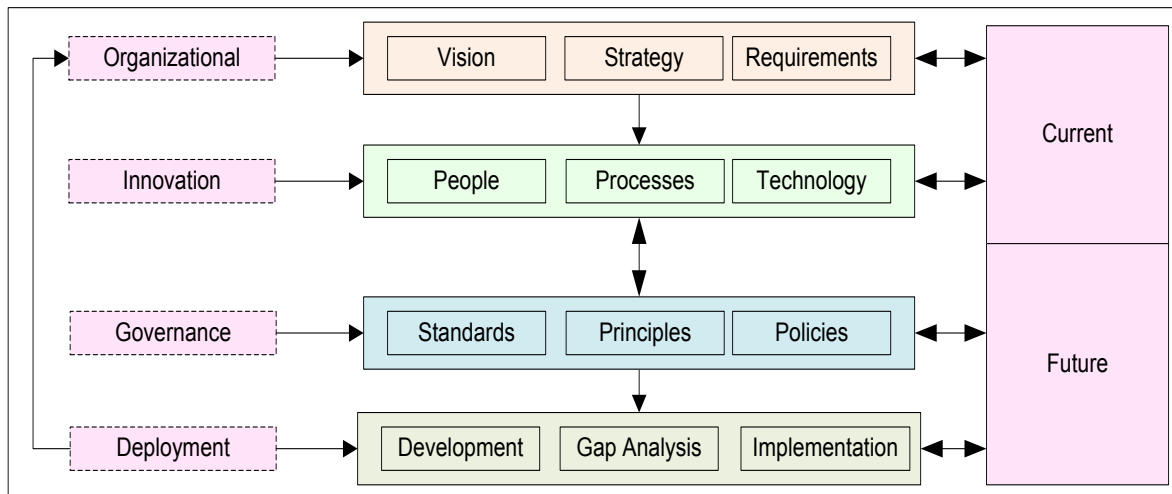 Organizational
Vision
Strategy
Requirements
Current
Innovation
People
Processes
Technology
Governance
Standards
Principles
Policies
Future
Deployment
Development
Gap Analysis
Implementation